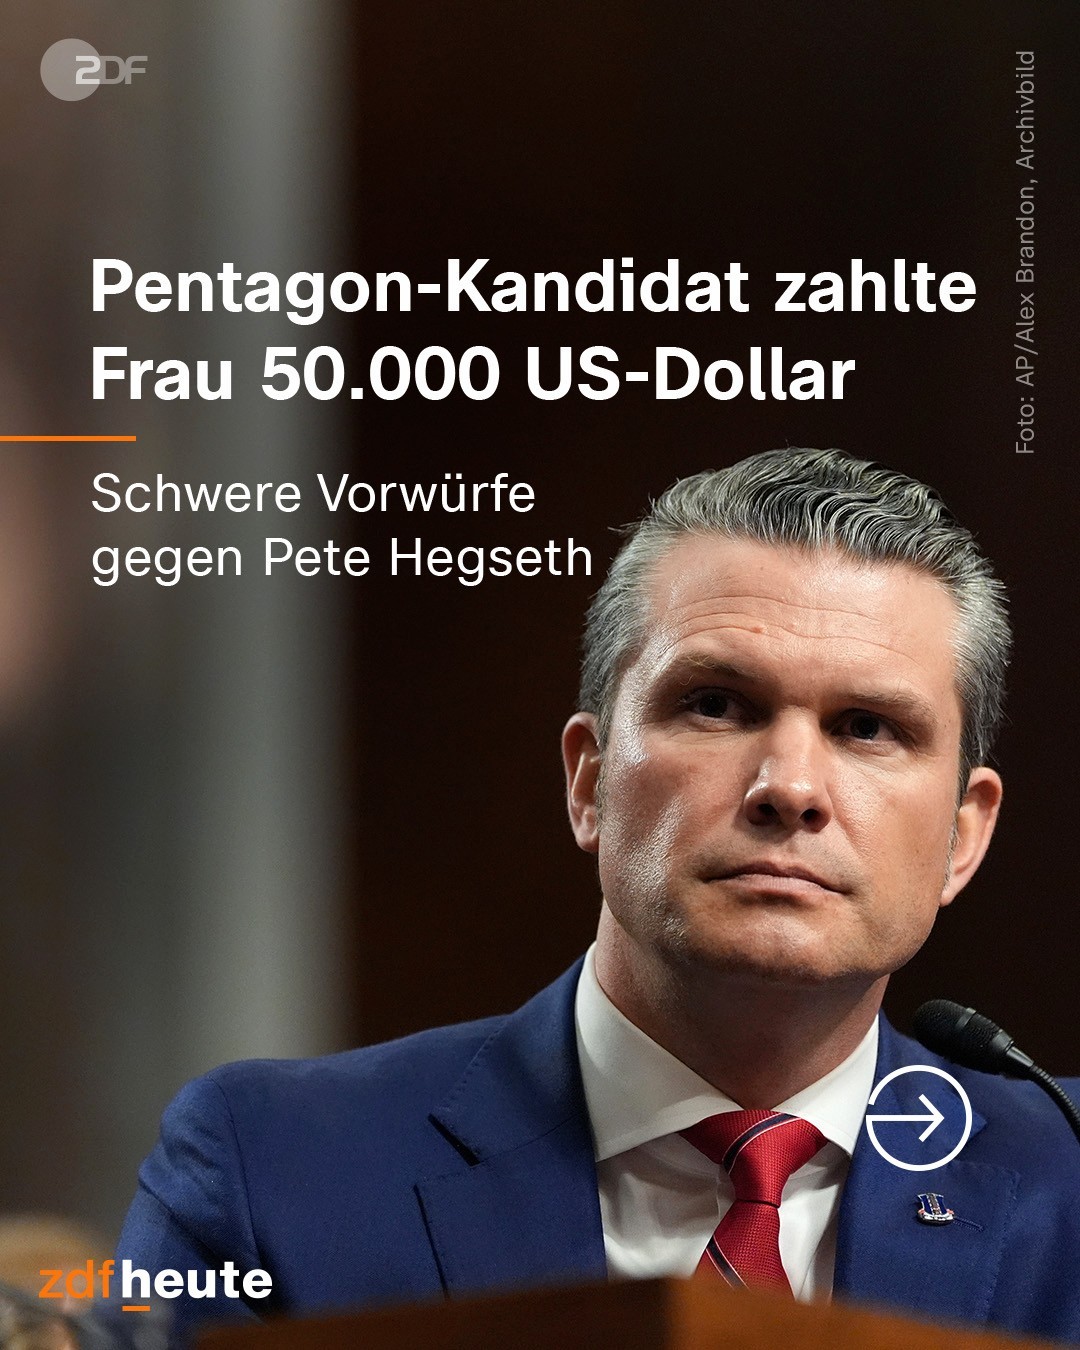 ZDF
Foto: AP/Alex Brandon, Archivbild
Pentagon-Kandidat zahlte
Frau 50.000 US-Dollar
Schwere Vorwürfe
gegen Pete Hegseth
zdfheute